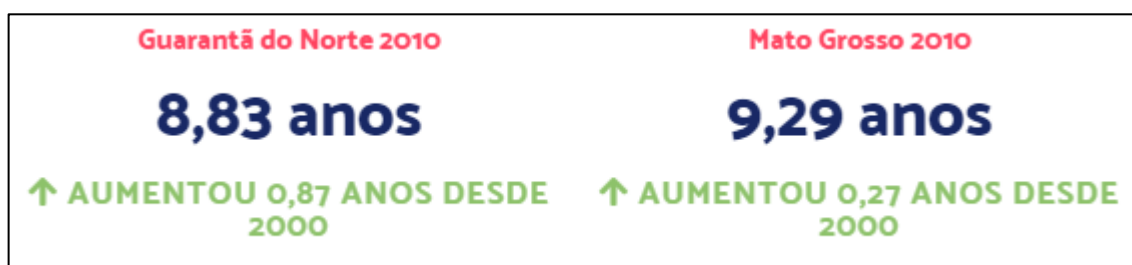 Guarantã do Norte 2010
8,83 anos
↑ AUMENTOU 0,87 ANOS DESDE
2000
Mato Grosso 2010
9,29 anos
↑ AUMENTOU 0,27 ANOS DESDE
2000